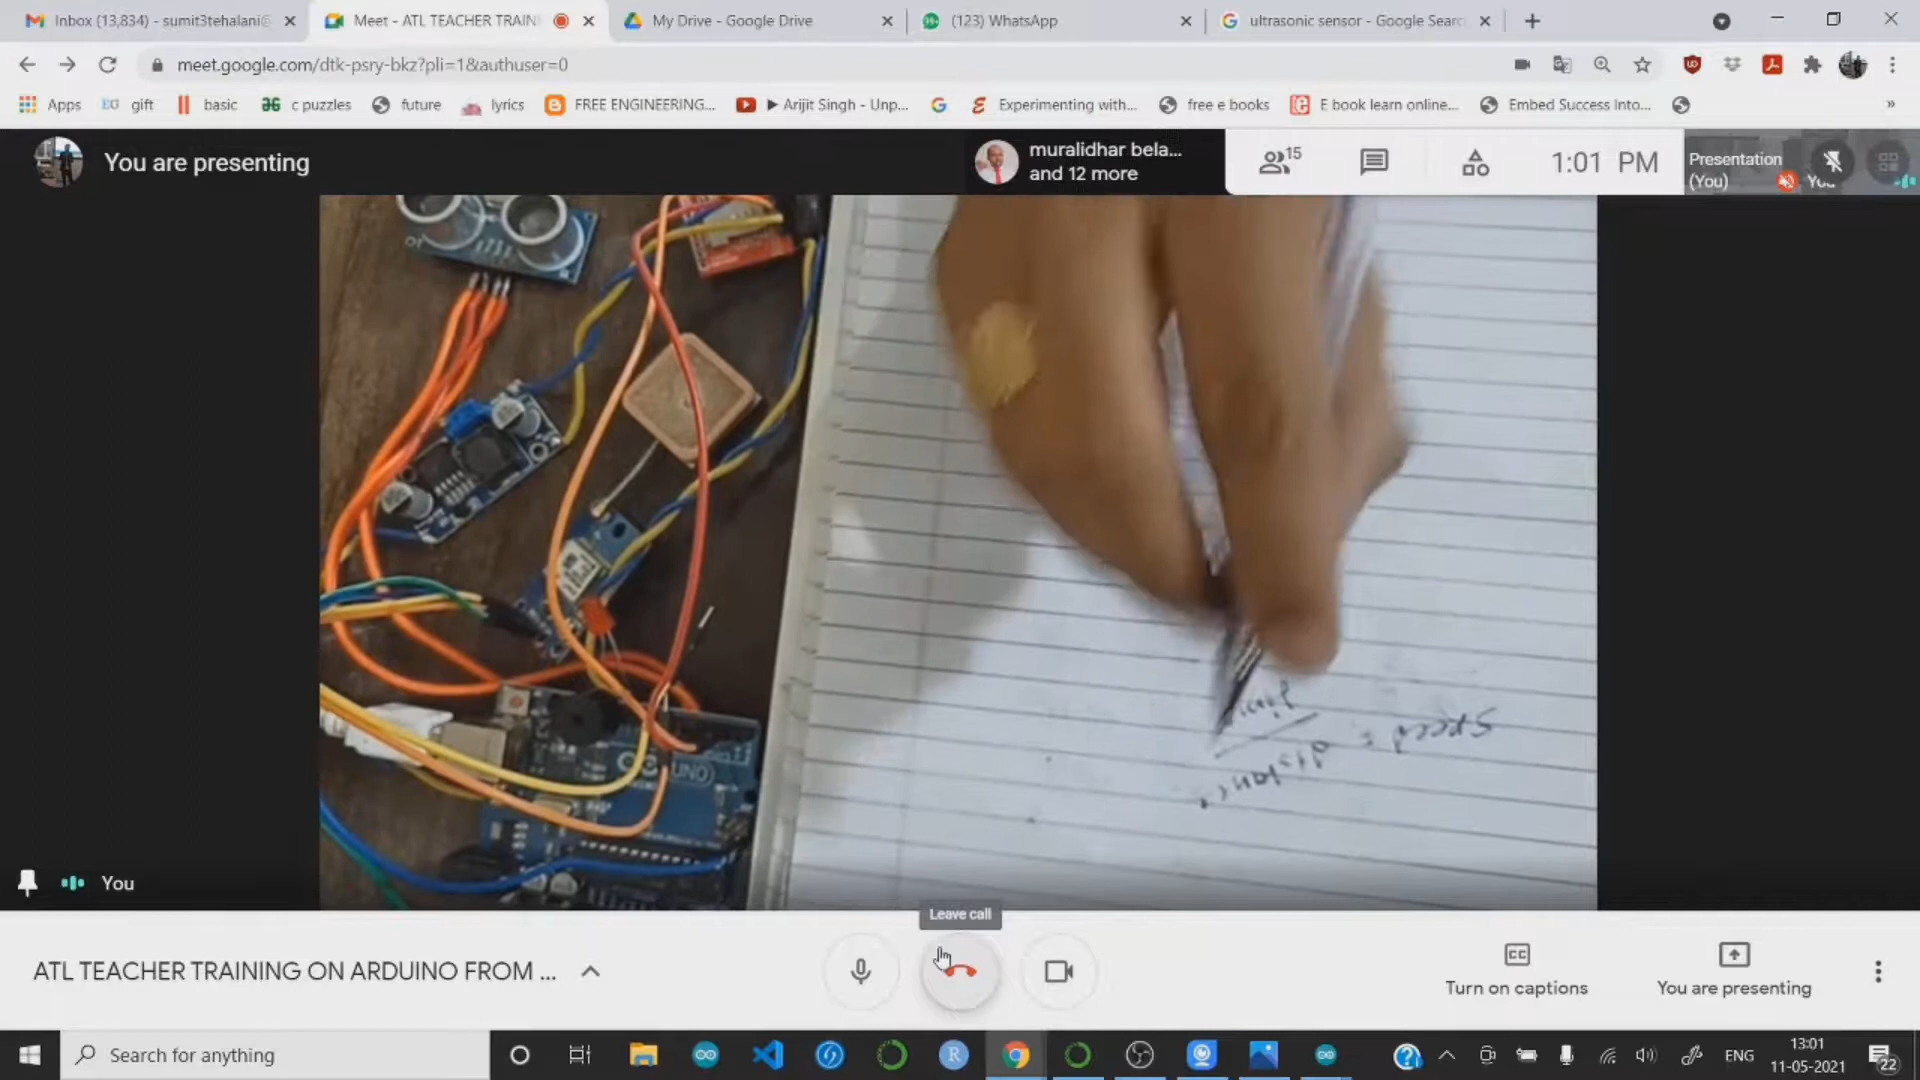 Inbox (13,834) - sumit3tehalani@
Meet - ATL TEACHER TRAIN
My Drive - Google Drive
(123) WhatsApp
ultrasonic sensor - Google Searc
meet.google.com/dtk-psry-bkz?pli=1&authuser=0
Apps
gift
basic
c puzzles
future
lyrics
FREE ENGINEERING...
▶ Arijit Singh - Unp...
Experimenting with...
free e books
E book learn online...
Embed Success Into...
»
You are presenting
muralidhar bela...
and 12 more
15
1:01 PM
Presentation
(You)
You
UNO
Speed = distance
time
You
Leave call
ATL TEACHER TRAINING ON ARDUINO FROM ...
CC
Turn on captions
You are presenting
Search for anything
ENG
13:01
11-05-2021
22